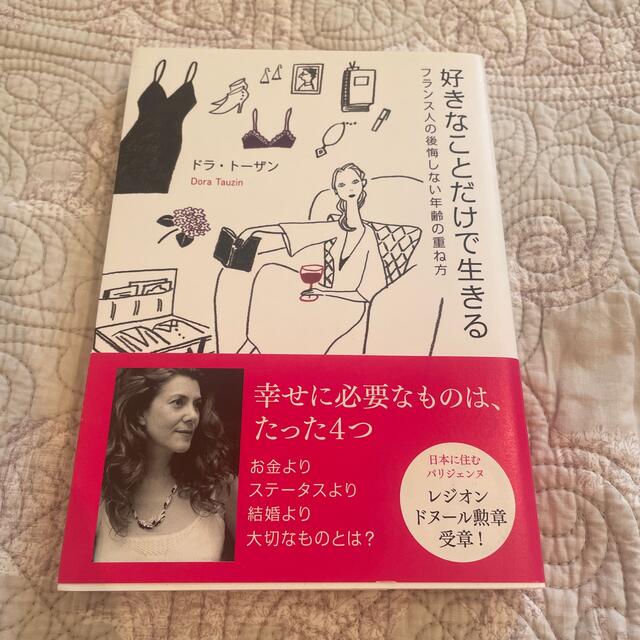 好きなことだけで生きる
フランス人の後悔しない年齢の重ね方
ドラ・トーザン
Dora Tauzin
幸せに必要なものは、
たった4つ
お金より
ステータスより
結婚より
大切なものとは？
日本に住む
パリジェンヌ
レジオン
ドヌール勲章
受章！